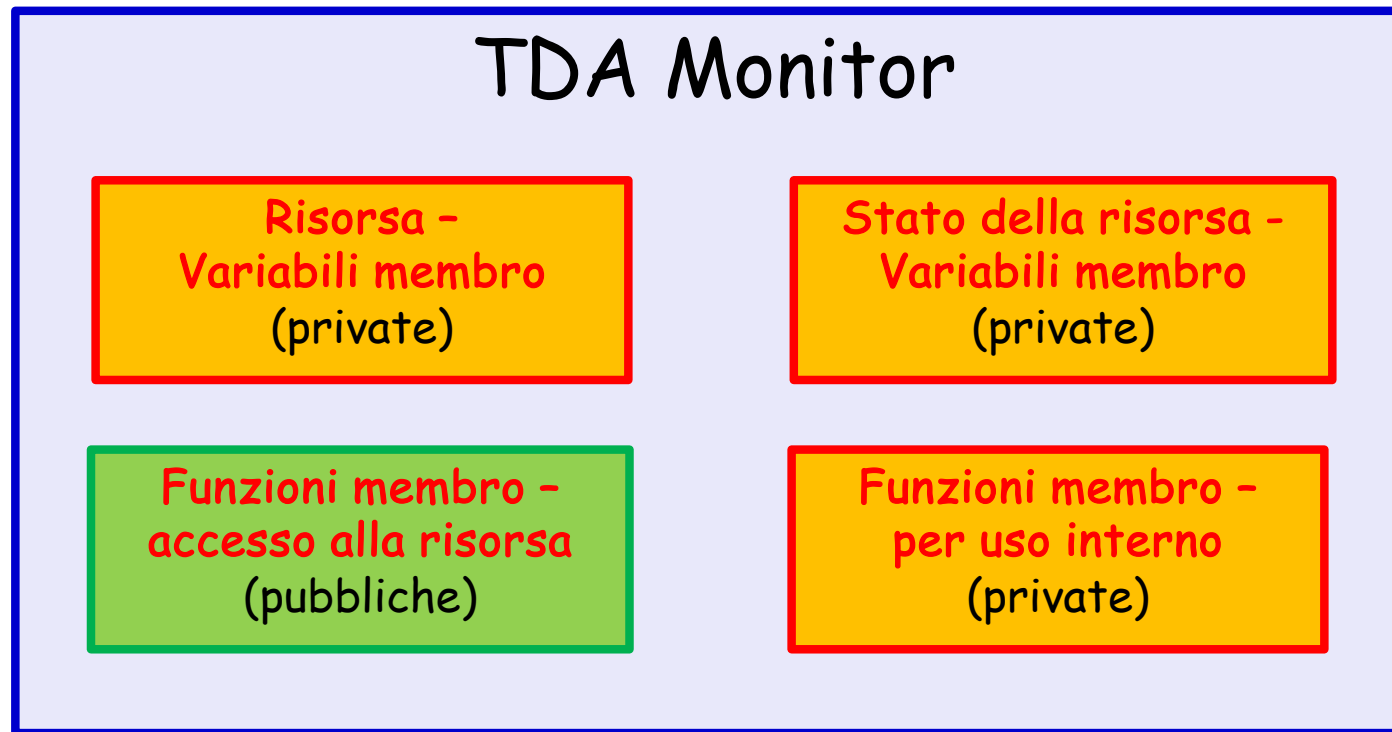 TDA Monitor
Risorsa –
Variabili membro
(private)
Stato della risorsa -
Variabili membro
(private)
Funzioni membro –
accesso alla risorsa
(pubbliche)
Funzioni membro –
per uso interno
(private)